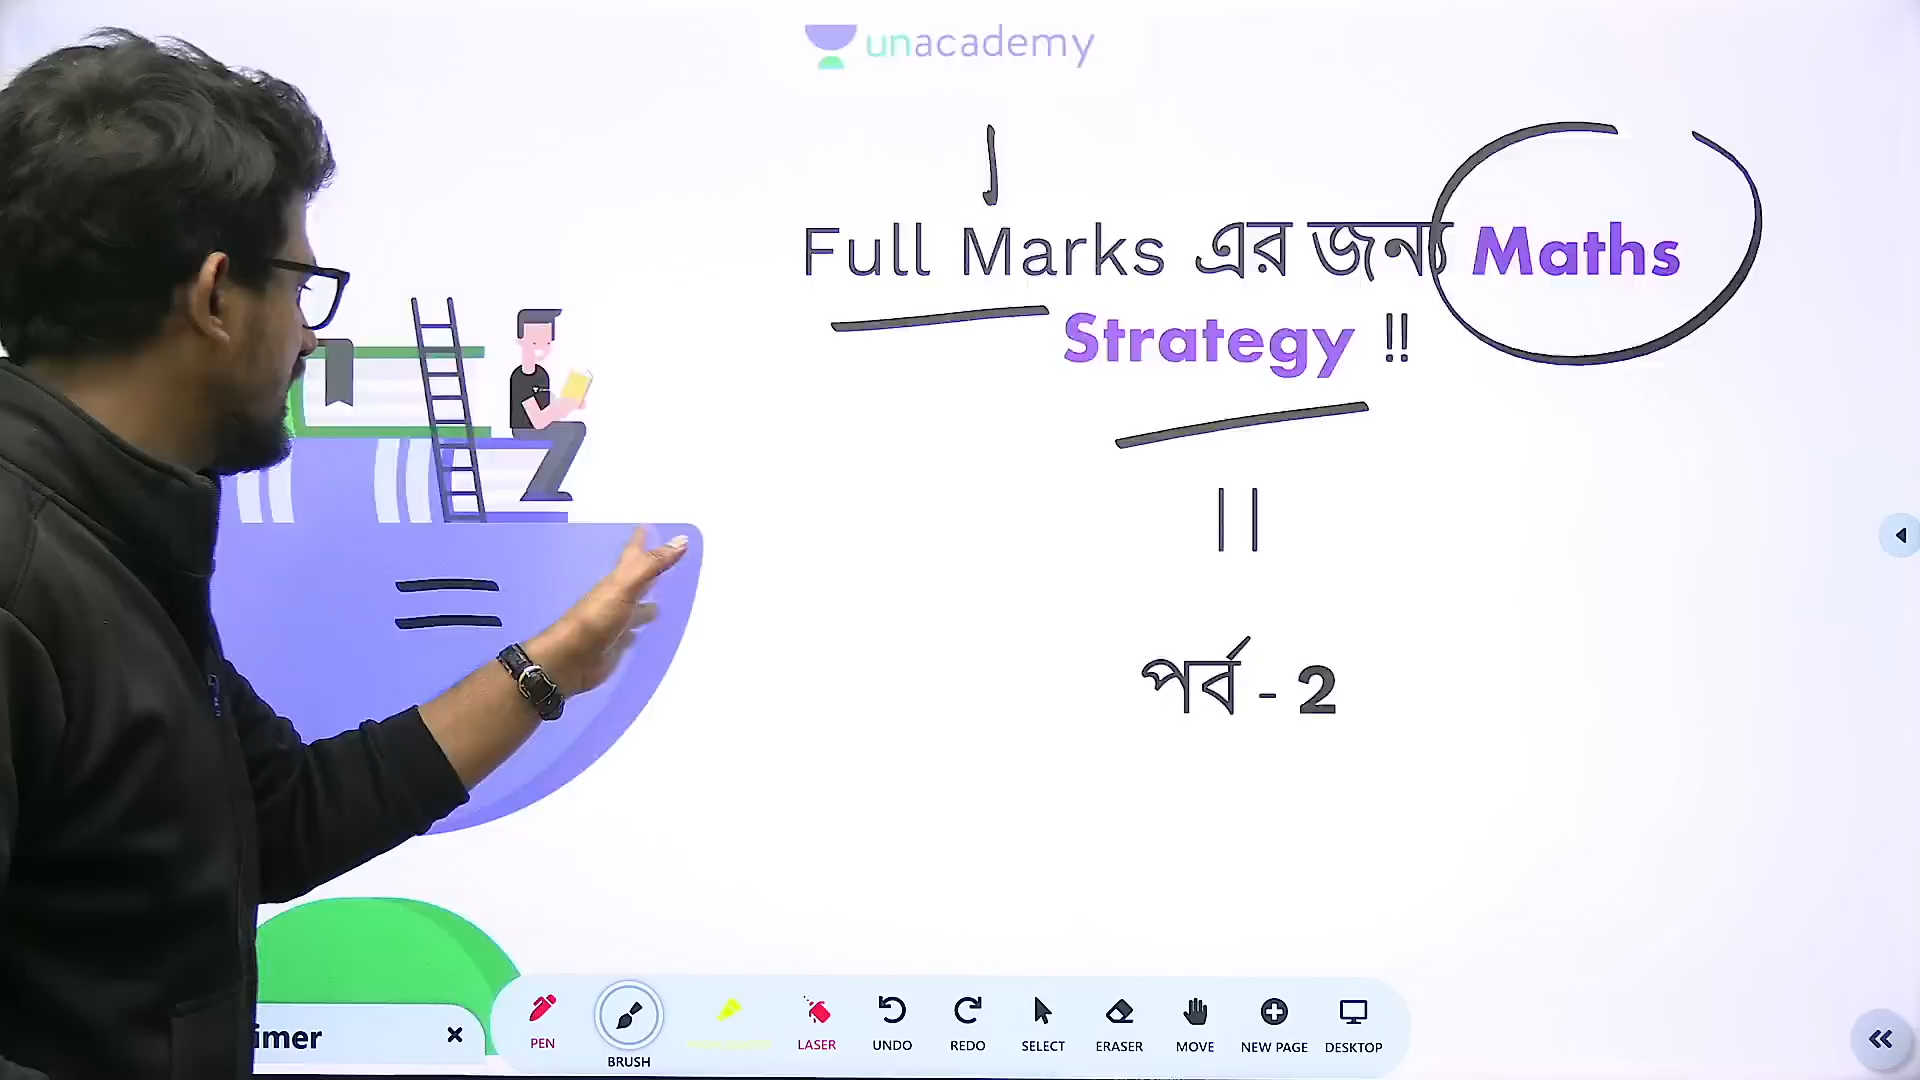 unacademy
Full Marks এর জন্য Maths
Strategy !!
||
পর্ব - 2
imer
PEN
BRUSH
LASER
UNDO
REDO
SELECT
ERASER
MOVE
NEW PAGE
DESKTOP